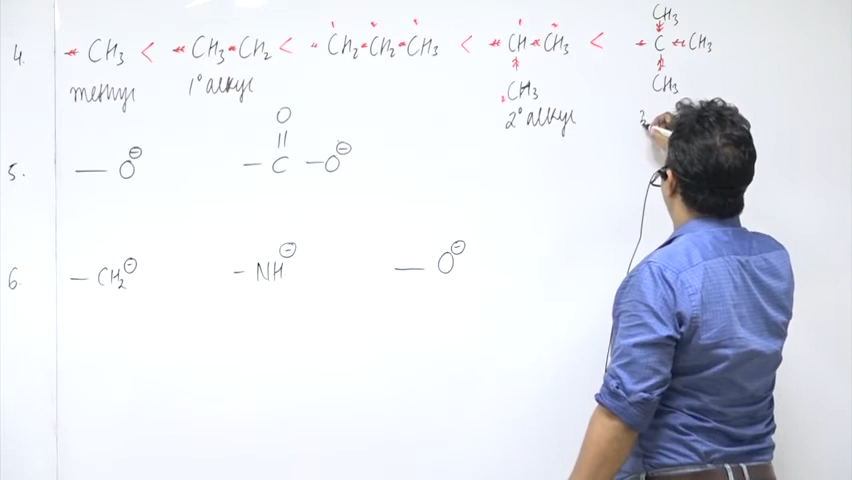 4. CH3 < CH3 CH2 < CH2 CH2 CH3 < CH CH3 < CH3 C CH3
CH3 CH3
methyl 1° alkyl 2° alkyl 3
5. — O⊖ O || — C — O⊖
6. — CH2⊖ — NH⊖ — O⊖